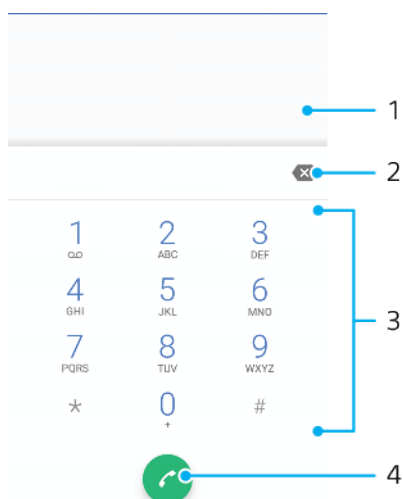 1
2
1 2 3
ABC DEF
4 5 6
GHI JKL MNO
3
7 8 9
PQRS TUV WXYZ
* 0 #
+
4